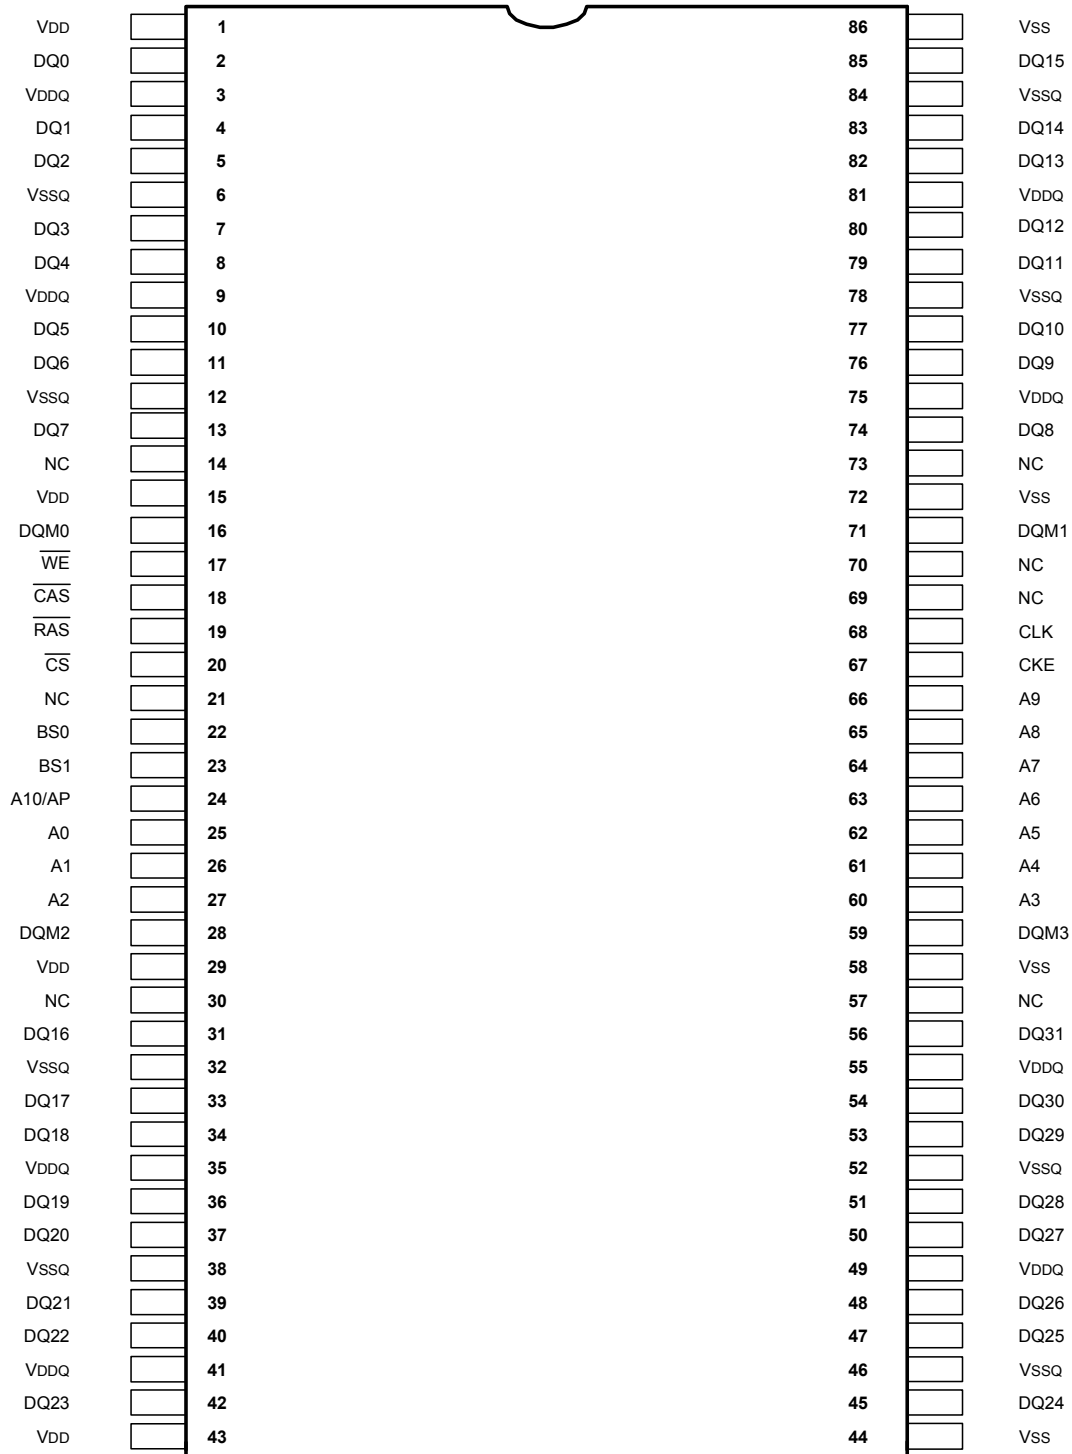 VDD 1 86 VSS
DQ0 2 85 DQ15
VDDQ 3 84 VSSQ
DQ1 4 83 DQ14
DQ2 5 82 DQ13
VSSQ 6 81 VDDQ
DQ3 7 80 DQ12
DQ4 8 79 DQ11
VDDQ 9 78 VSSQ
DQ5 10 77 DQ10
DQ6 11 76 DQ9
VSSQ 12 75 VDDQ
DQ7 13 74 DQ8
NC 14 73 NC
VDD 15 72 VSS
DQM0 16 71 DQM1
W̅E̅ 17 70 NC
C̅A̅S̅ 18 69 NC
R̅A̅S̅ 19 68 CLK
C̅S̅ 20 67 CKE
NC 21 66 A9
BS0 22 65 A8
BS1 23 64 A7
A10/AP 24 63 A6
A0 25 62 A5
A1 26 61 A4
A2 27 60 A3
DQM2 28 59 DQM3
VDD 29 58 VSS
NC 30 57 NC
DQ16 31 56 DQ31
VSSQ 32 55 VDDQ
DQ17 33 54 DQ30
DQ18 34 53 DQ29
VDDQ 35 52 VSSQ
DQ19 36 51 DQ28
DQ20 37 50 DQ27
VSSQ 38 49 VDDQ
DQ21 39 48 DQ26
DQ22 40 47 DQ25
VDDQ 41 46 VSSQ
DQ23 42 45 DQ24
VDD 43 44 VSS